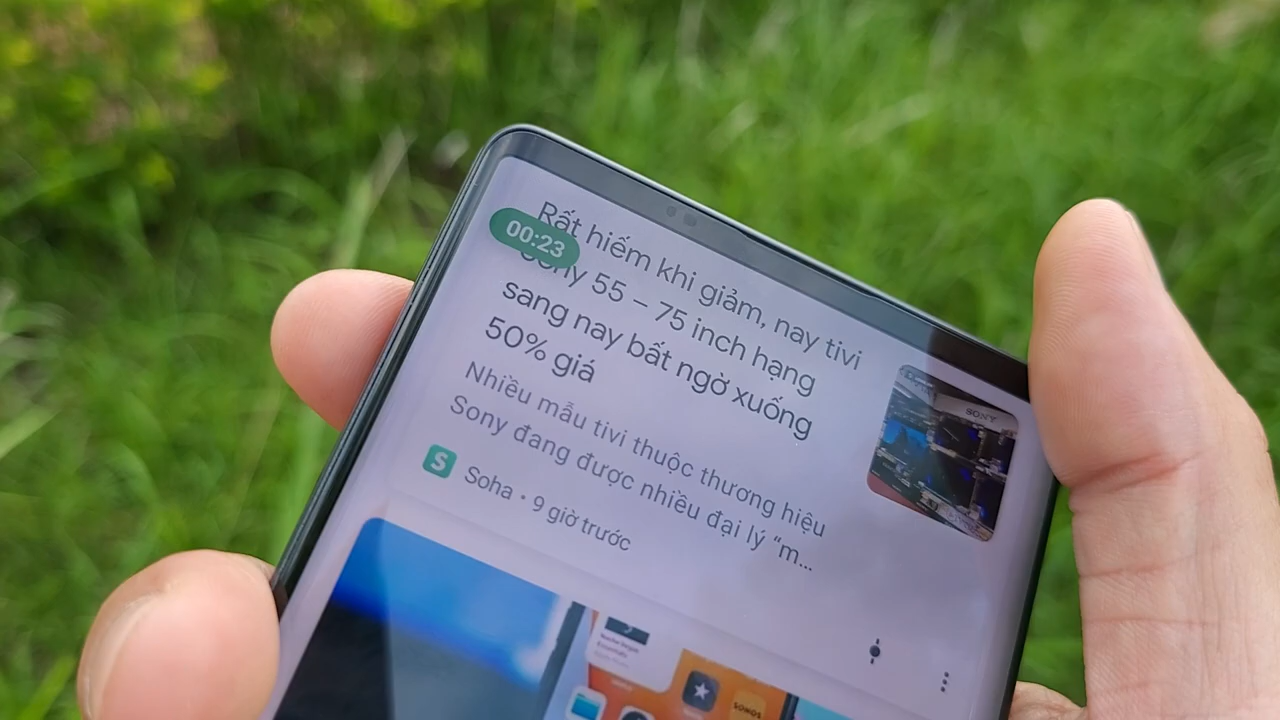 00:23
Rất hiếm khi giảm, nay tivi
Sony 55 – 75 inch hạng
sang nay bất ngờ xuống
50% giá
SONY
Nhiều mẫu tivi thuộc thương hiệu
Sony đang được nhiều đại lý “m...
S
Soha • 9 giờ trước
SONOS